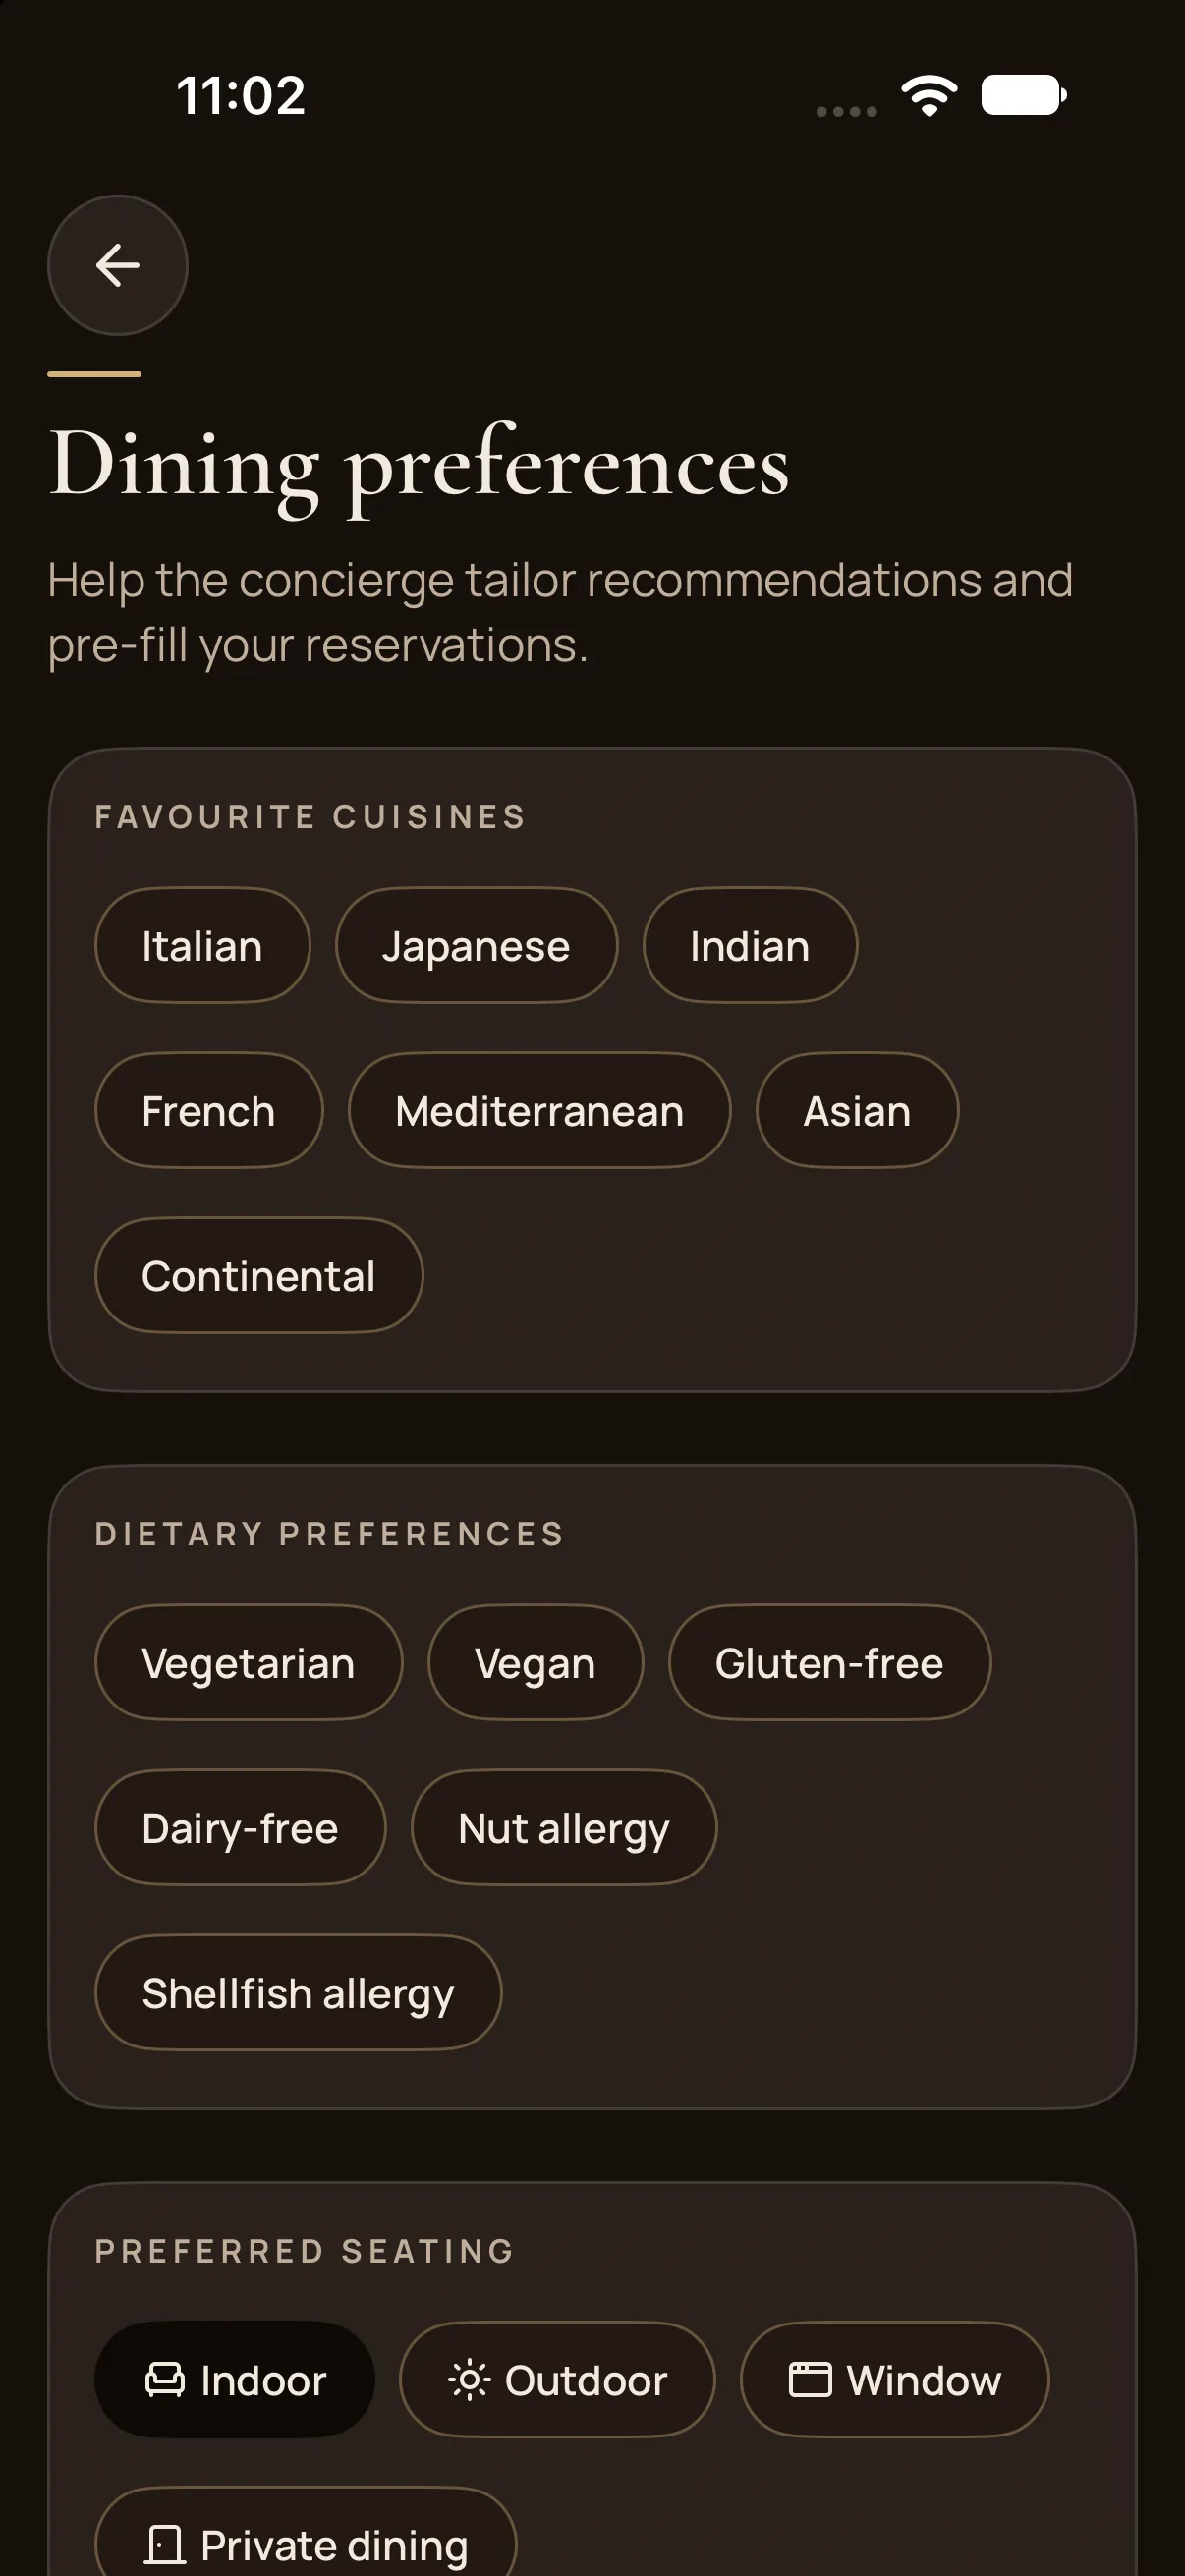 11:02
Dining preferences
Help the concierge tailor recommendations and
pre-fill your reservations.
FAVOURITE CUISINES
Italian Japanese Indian
French Mediterranean Asian
Continental
DIETARY PREFERENCES
Vegetarian Vegan Gluten-free
Dairy-free Nut allergy
Shellfish allergy
PREFERRED SEATING
Indoor Outdoor Window
Private dining